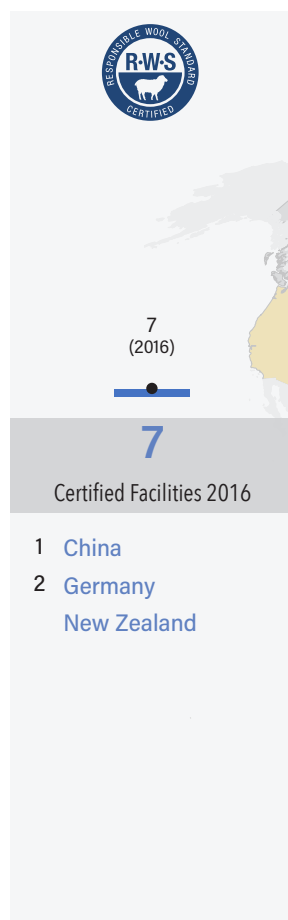 RESPONSIBLE WOOL STANDARD
R·W·S
CERTIFIED
7
(2016)
7
Certified Facilities 2016
1 China
2 Germany
New Zealand